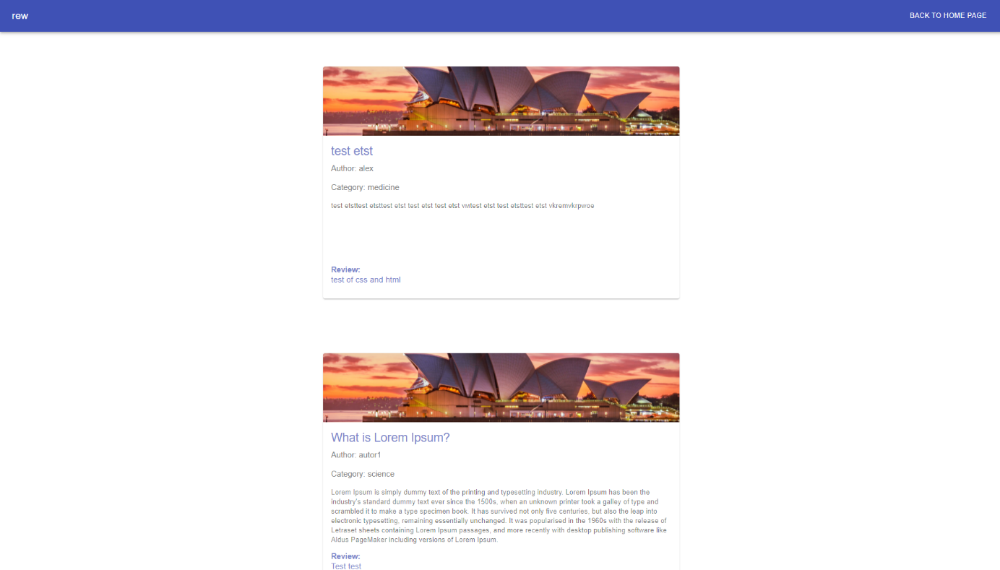 rew
BACK TO HOME PAGE
test etst
Author: alex
Category: medicine
test etsttest etsttest etst test etst test etst vмtest etst test etsttest etst vkremvkrpwoe
Review:
test of css and html
What is Lorem Ipsum?
Author: autor1
Category: science
Lorem Ipsum is simply dummy text of the printing and typesetting industry. Lorem Ipsum has been the
industry's standard dummy text ever since the 1500s, when an unknown printer took a galley of type and
scrambled it to make a type specimen book. It has survived not only five centuries, but also the leap into
electronic typesetting, remaining essentially unchanged. It was popularised in the 1960s with the release of
Letraset sheets containing Lorem Ipsum passages, and more recently with desktop publishing software like
Aldus PageMaker including versions of Lorem Ipsum.
Review:
Test test